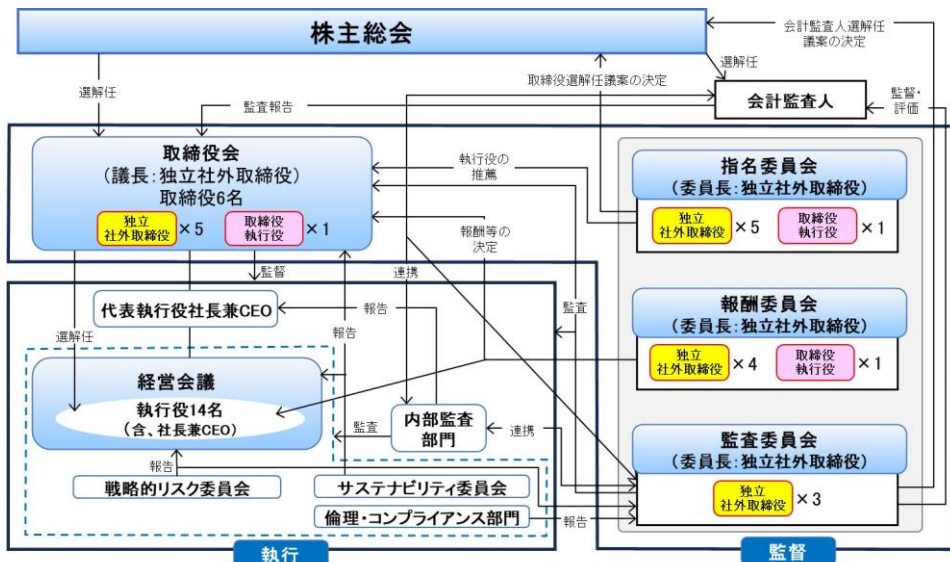 株主総会
会計監査人選解任
議案の決定
選解任
取締役選解任議案の決定
選解任
会計監査人
監督・
評価
監査報告
取締役会
(議長:独立社外取締役)
取締役6名
独立
社外取締役
×5
取締役
執行役
×1
執行役の
推薦
指名委員会
(委員長:独立社外取締役)
独立
社外取締役
×5
取締役
執行役
×1
報酬等の
決定
監督
連携
代表執行役社長兼CEO
報告
報告
監査
選解任
報酬委員会
(委員長:独立社外取締役)
独立
社外取締役
×4
取締役
執行役
×1
経営会議
執行役14名
(含、社長兼CEO)
監査
内部監査
部門
連携
監査委員会
(委員長:独立社外取締役)
独立
社外取締役
×3
報告
戦略的リスク委員会
サステナビリティ委員会
倫理・コンプライアンス部門
報告
執行
監督